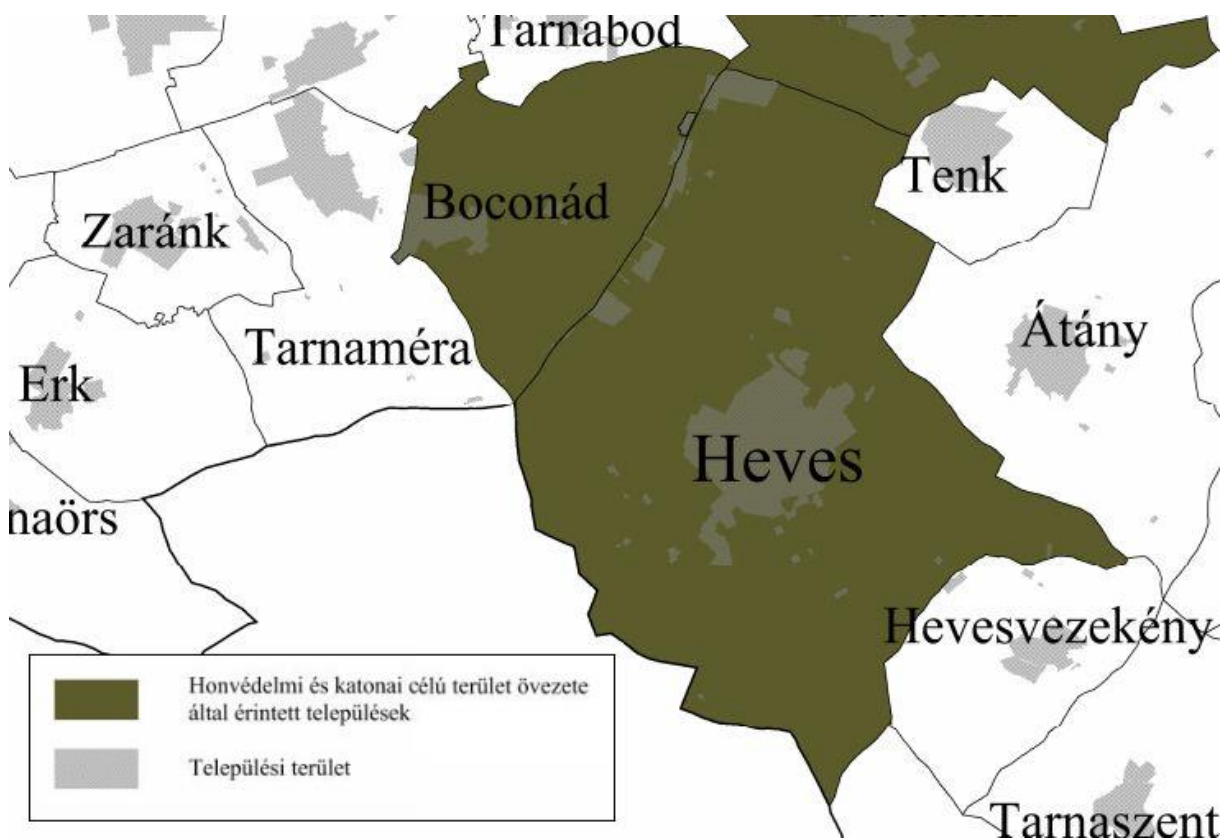 Tarnabod
Boconád
Tenk
Zaránk
Átány
Tarnaméra
Erk
Heves
naörs
Hevesvezekény
Honvédelmi és katonai célú terület övezete
által érintett települések
Települési terület
Tarnaszent